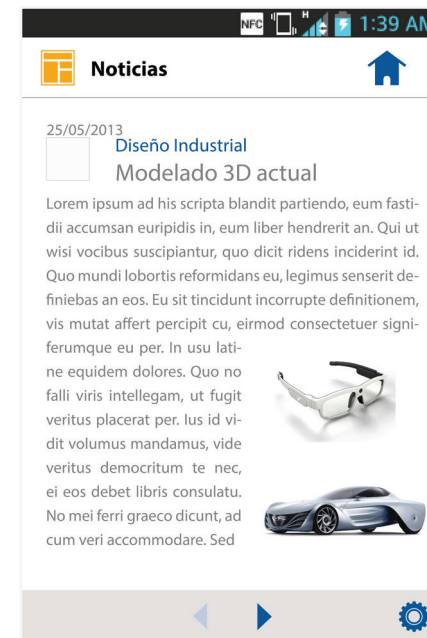 NFC H 1:39 AM
Noticias
25/05/2013
Diseño Industrial
Modelado 3D actual
Lorem ipsum ad his scripta blandit partiendo, eum fasti-
dii accumsan euripidis in, eum liber hendrerit an. Qui ut
wisi vocibus suscipiantur, quo dicit ridens inciderint id.
Quo mundi lobortis reformidans eu, legimus senserit de-
finiebas an eos. Eu sit tincidunt incorrupte definitionem,
vis mutat affert percipit cu, eirmod consectetuer signi-
ferumque eu per. In usu lati-
ne equidem dolores. Quo no
falli viris intellegam, ut fugit
veritus placerat per. Ius id vi-
dit volumus mandamus, vide
veritus democritum te nec,
ei eos debet libris consulatu.
No mei ferri graeco dicunt, ad
cum veri accommodare. Sed